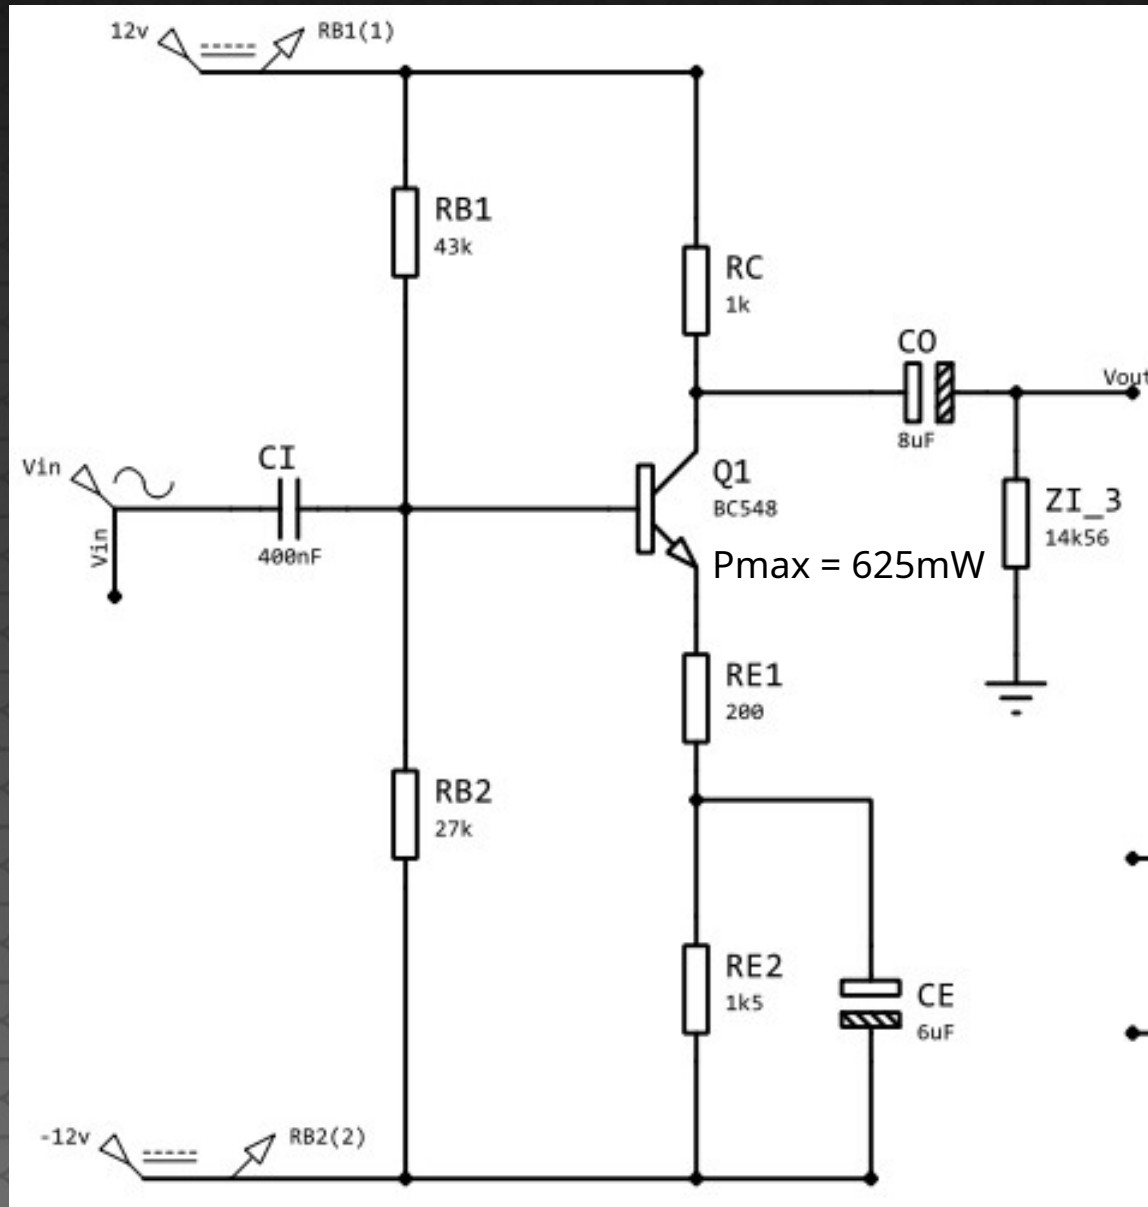 12v
RB1(1)
RB1
43k
RC
1k
CO
8uF
Vout
Vin
CI
400nF
Vin
Q1
BC548
Pmax = 625mW
ZI_3
14k56
RE1
200
RB2
27k
RE2
1k5
CE
6uF
-12v
RB2(2)